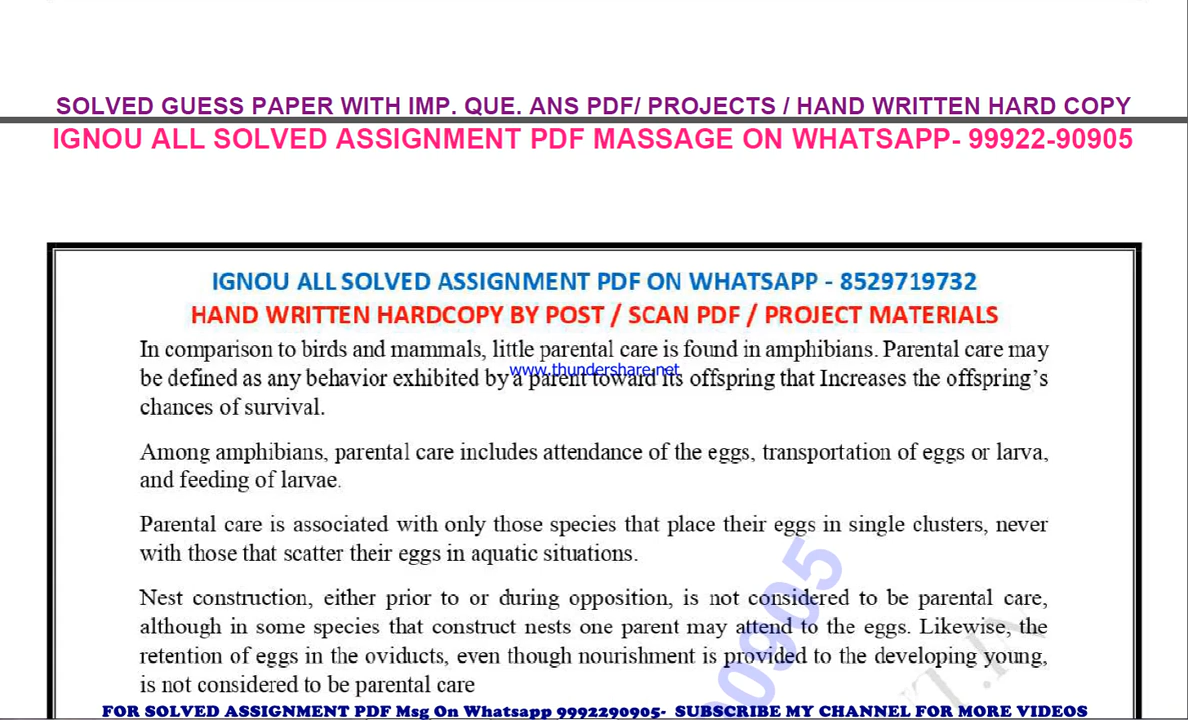 SOLVED GUESS PAPER WITH IMP. QUE. ANS PDF/ PROJECTS / HAND WRITTEN HARD COPY
IGNOU ALL SOLVED ASSIGNMENT PDF MASSAGE ON WHATSAPP- 99922-90905
IGNOU ALL SOLVED ASSIGNMENT PDF ON WHATSAPP - 8529719732
HAND WRITTEN HARDCOPY BY POST / SCAN PDF / PROJECT MATERIALS
In comparison to birds and mammals, little parental care is found in amphibians. Parental care may
www.thundershare.net
be defined as any behavior exhibited by a parent toward its offspring that Increases the offspring's
chances of survival.
Among amphibians, parental care includes attendance of the eggs, transportation of eggs or larva,
and feeding of larvae.
Parental care is associated with only those species that place their eggs in single clusters, never
with those that scatter their eggs in aquatic situations.
Nest construction, either prior to or during opposition, is not considered to be parental care,
although in some species that construct nests one parent may attend to the eggs. Likewise, the
retention of eggs in the oviducts, even though nourishment is provided to the developing young,
is not considered to be parental care
90905
FOR SOLVED ASSIGNMENT PDF Msg On Whatsapp 9992290905- SUBSCRIBE MY CHANNEL FOR MORE VIDEOS